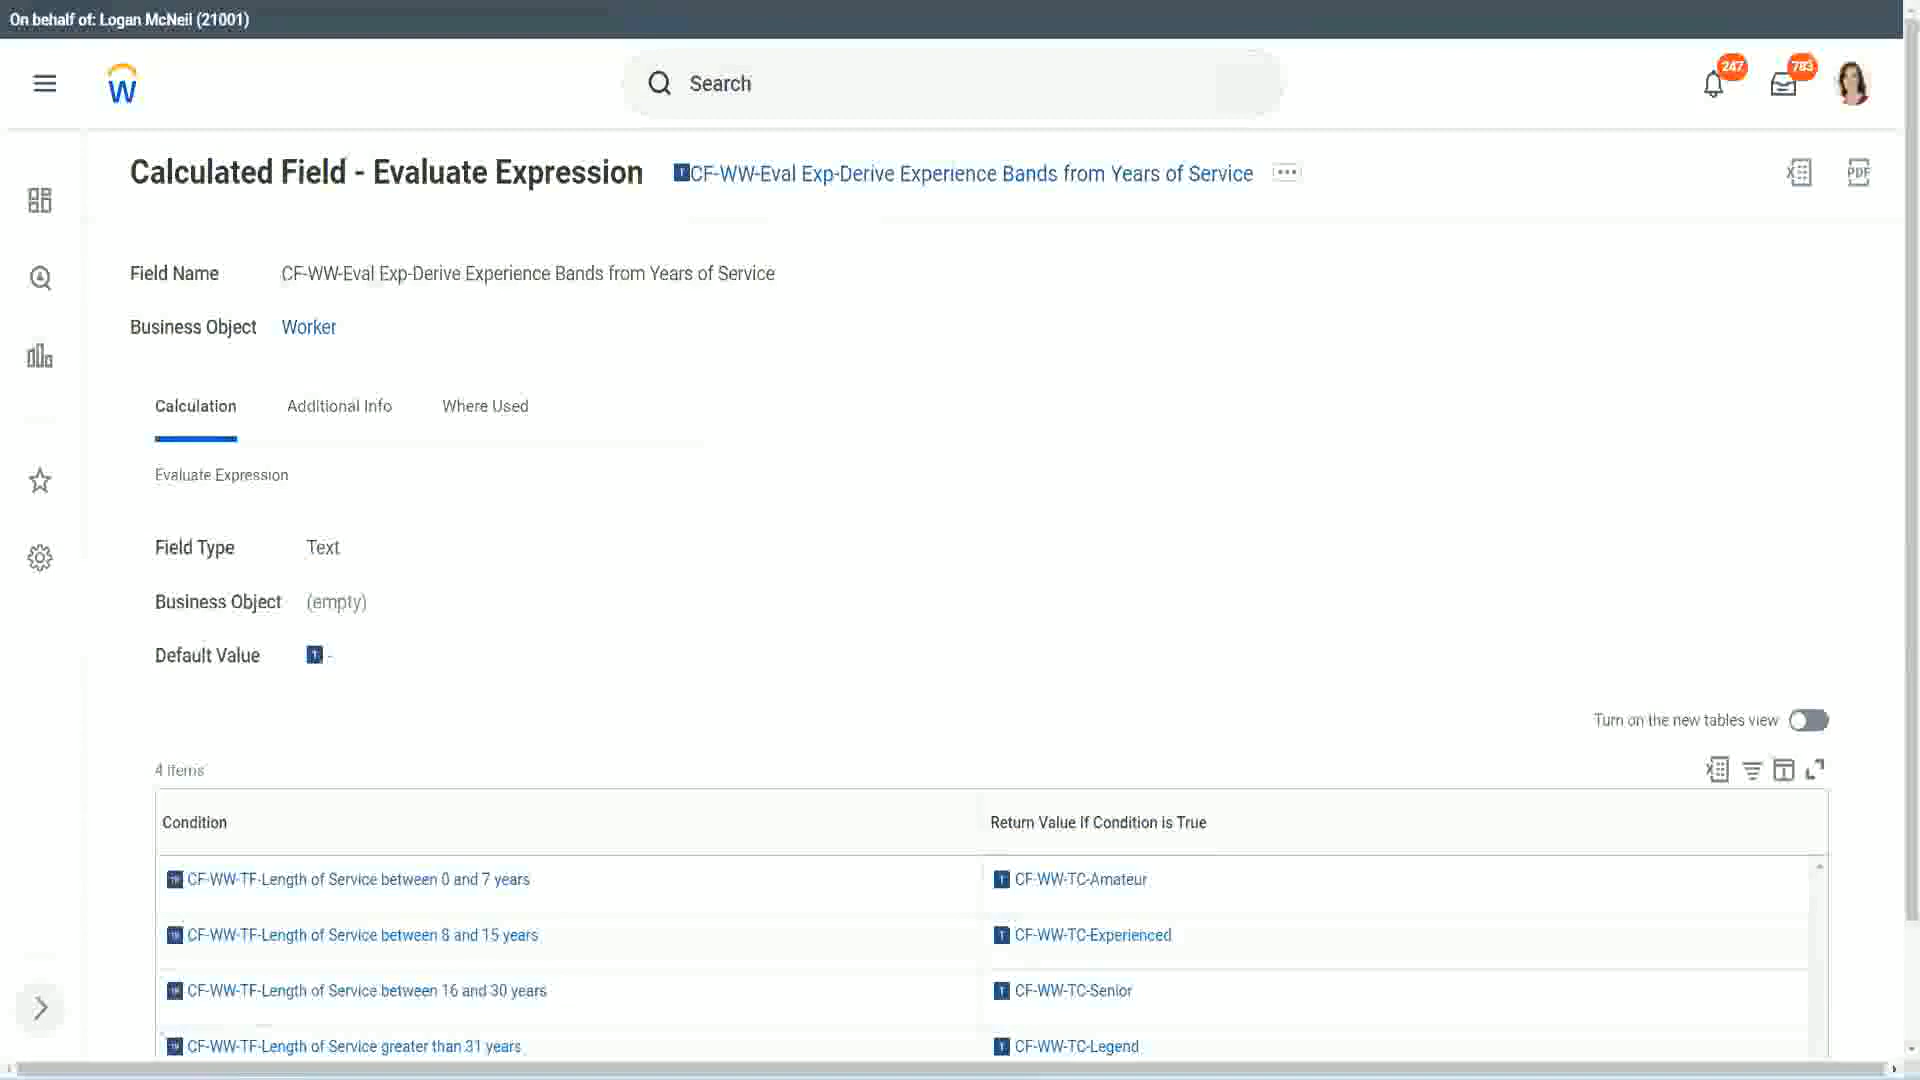 On behalf of: Logan McNeil (21001)
Search
247
783
Calculated Field - Evaluate Expression
CF-WW-Eval Exp-Derive Experience Bands from Years of Service
PDF
Field Name CF-WW-Eval Exp-Derive Experience Bands from Years of Service
Business Object Worker
Calculation Additional Info Where Used
Evaluate Expression
Field Type Text
Business Object (empty)
Default Value -
Turn on the new tables view
4 items
Condition Return Value If Condition is True
CF-WW-TF-Length of Service between 0 and 7 years CF-WW-TC-Amateur
CF-WW-TF-Length of Service between 8 and 15 years CF-WW-TC-Experienced
CF-WW-TF-Length of Service between 16 and 30 years CF-WW-TC-Senior
CF-WW-TF-Length of Service greater than 31 years CF-WW-TC-Legend